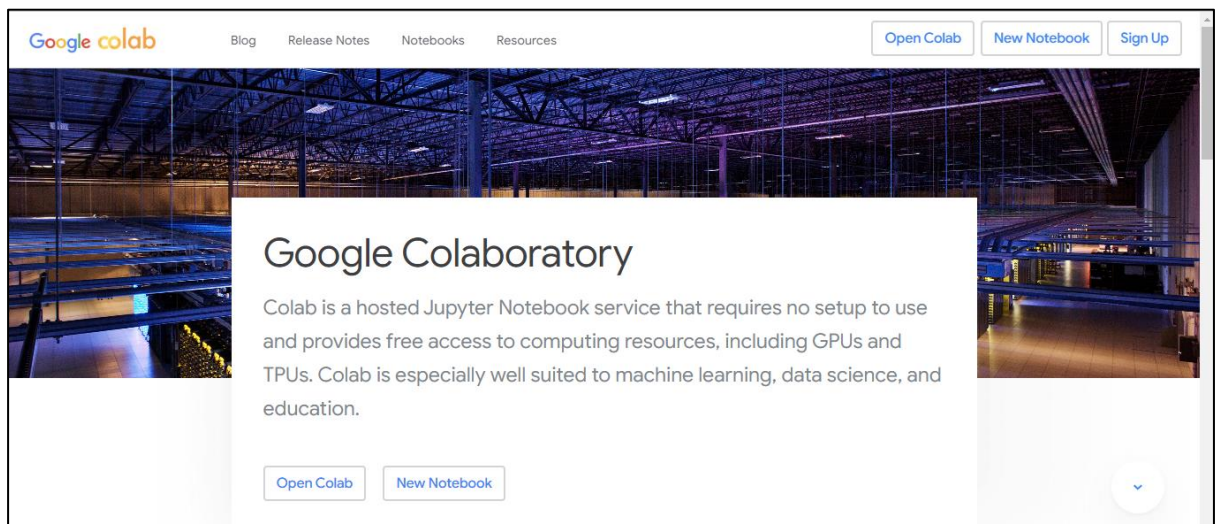 Google colab Blog Release Notes Notebooks Resources Open Colab New Notebook Sign Up
Google Colaboratory
Colab is a hosted Jupyter Notebook service that requires no setup to use
and provides free access to computing resources, including GPUs and
TPUs. Colab is especially well suited to machine learning, data science, and
education.
Open Colab New Notebook